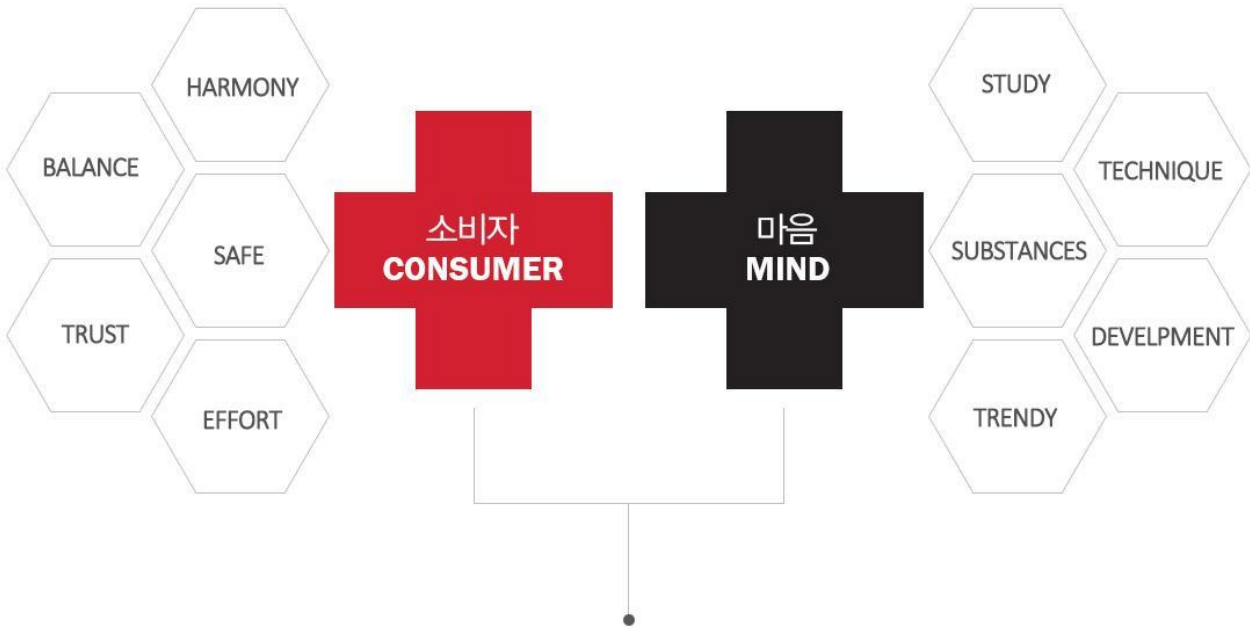 HARMONY
BALANCE
SAFE
TRUST
EFFORT
소비자
CONSUMER
마음
MIND
STUDY
TECHNIQUE
SUBSTANCES
DEVELPMENT
TRENDY